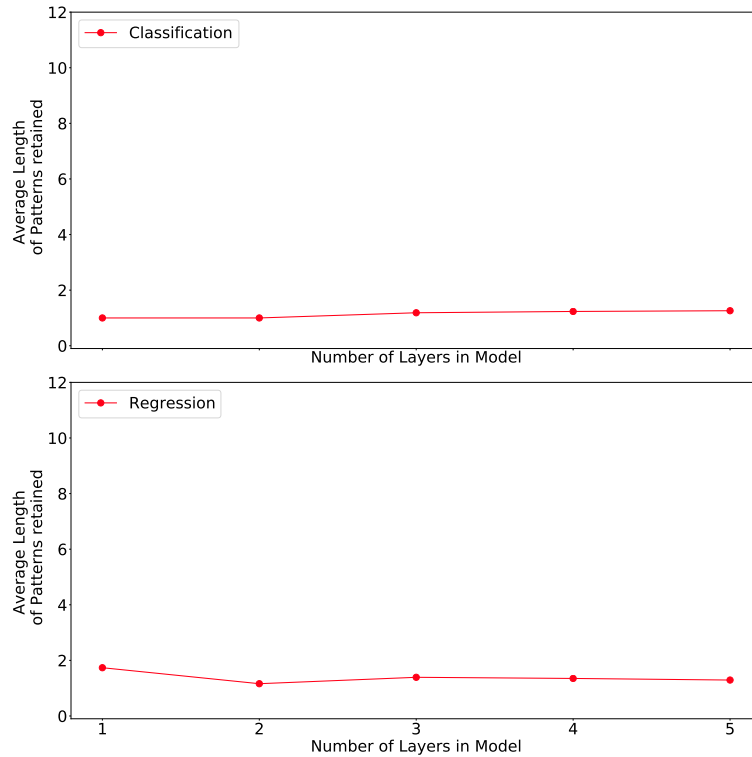 12
10
8
6
4
2
0
Average Length
of Patterns retained
Classification
Number of Layers in Model
12
10
8
6
4
2
0
Average Length
of Patterns retained
Regression
1 2 3 4 5
Number of Layers in Model